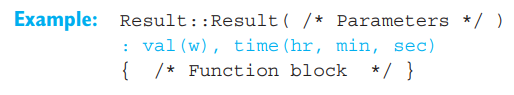 Example: Result::Result( /* Parameters */ )
: val(w), time(hr, min, sec)
{ /* Function block */ }